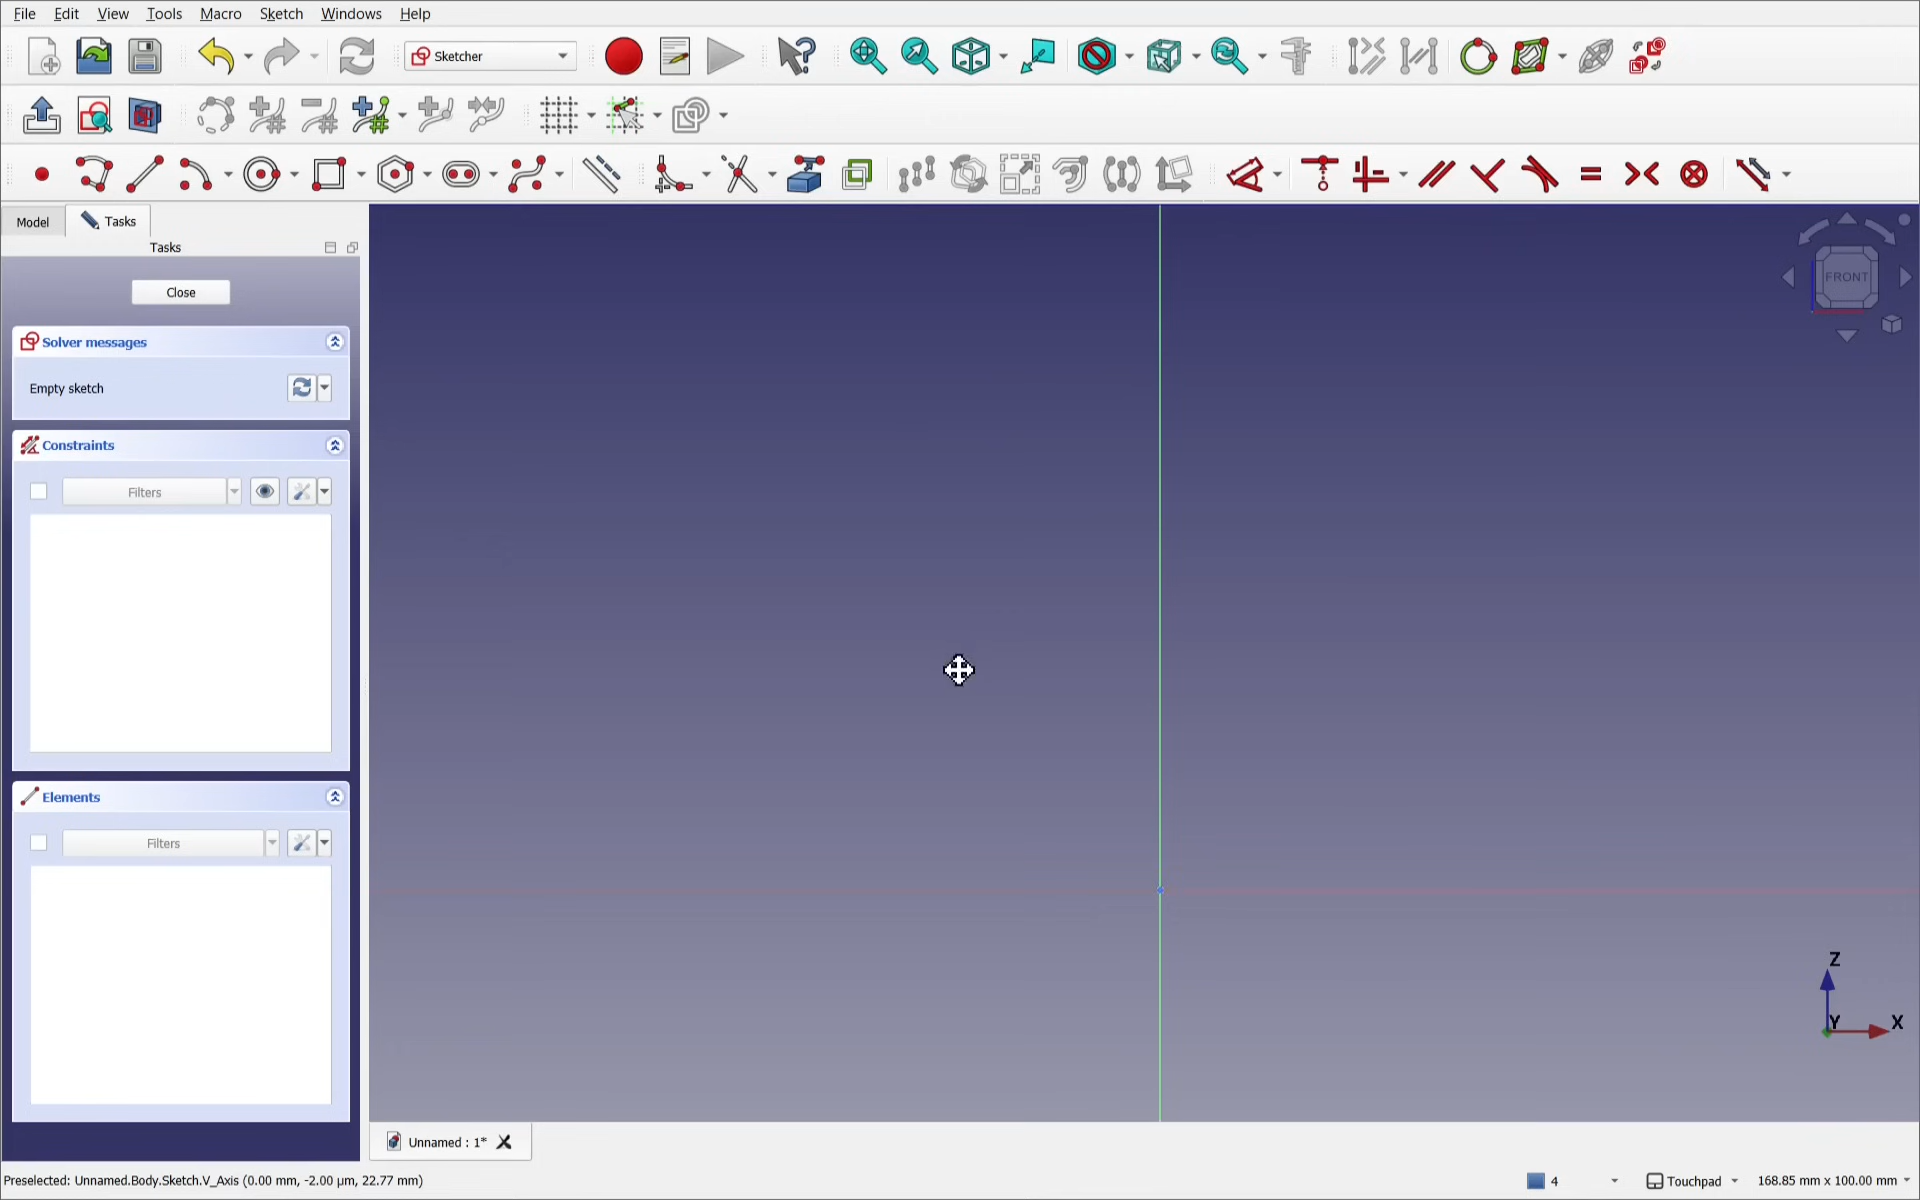 File Edit View Tools Macro Sketch Windows Help
Sketcher
Model Tasks
Tasks
Close
Solver messages
Empty sketch
Constraints
Filters
Elements
Filters
FRONT
Z
Y X
Unnamed : 1*
Preselected: Unnamed.Body.Sketch.V_Axis (0.00 mm, -2.00 µm, 22.77 mm) 4 Touchpad 168.85 mm x 100.00 mm